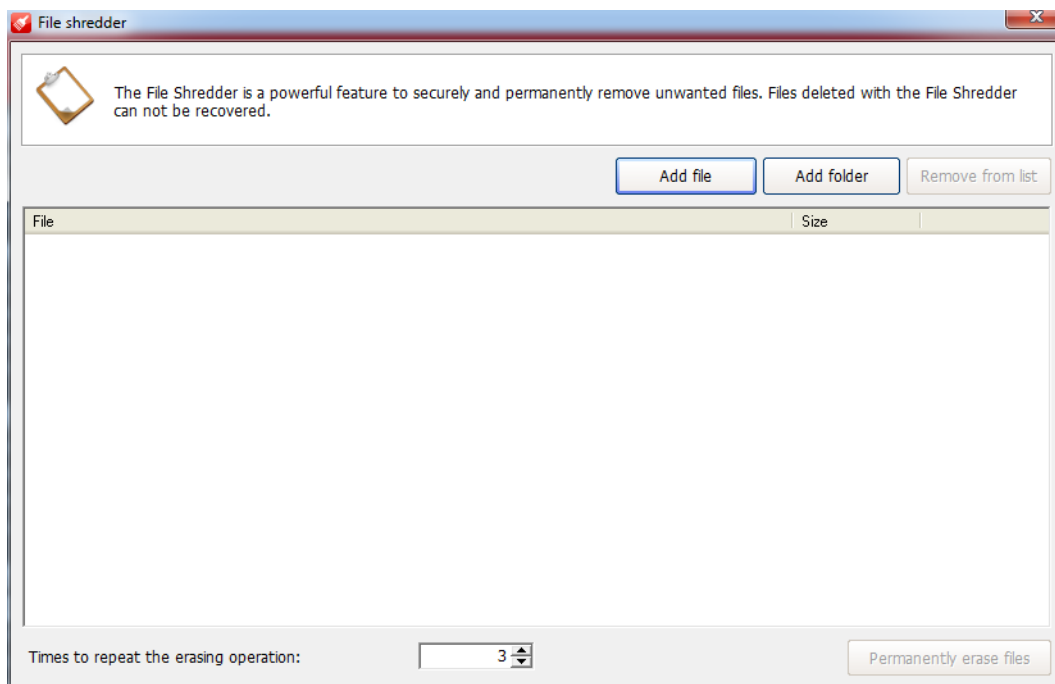 File shredder
The File Shredder is a powerful feature to securely and permanently remove unwanted files. Files deleted with the File Shredder
can not be recovered.
Add file Add folder Remove from list
File Size
Times to repeat the erasing operation: 3 Permanently erase files